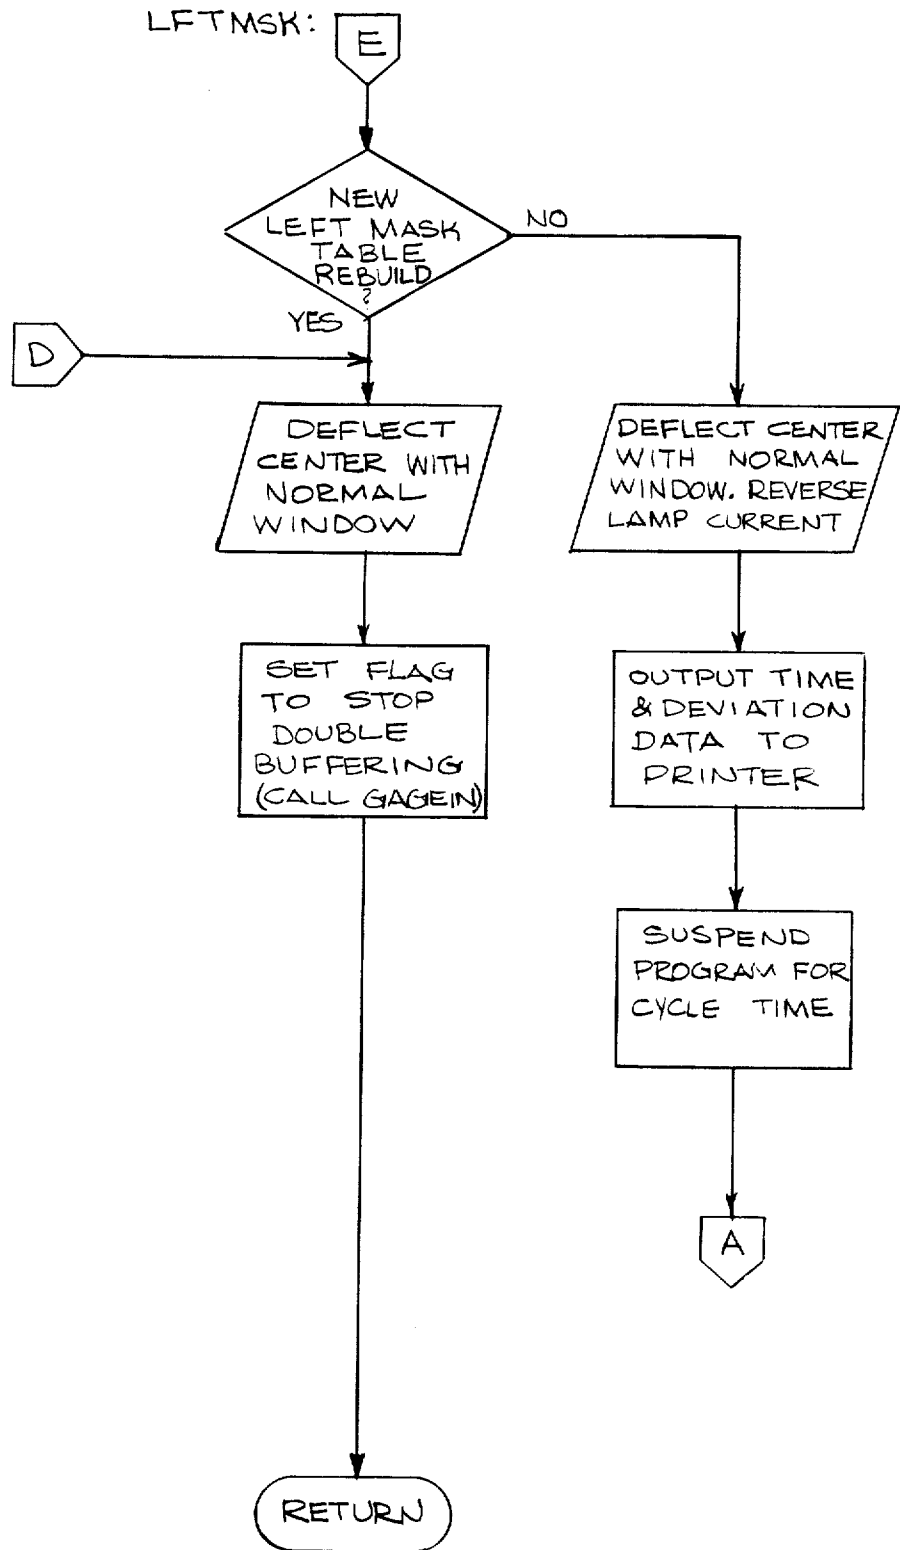 LFTMSK:
E
NEW
LEFT MASK
TABLE
REBUILD
?
NO
YES
D
DEFLECT
CENTER WITH
NORMAL
WINDOW
DEFLECT CENTER
WITH NORMAL
WINDOW. REVERSE
LAMP CURRENT
SET FLAG
TO STOP
DOUBLE
BUFFERING
(CALL GAGEIN)
OUTPUT TIME
& DEVIATION
DATA TO
PRINTER
SUSPEND
PROGRAM FOR
CYCLE TIME
A
RETURN